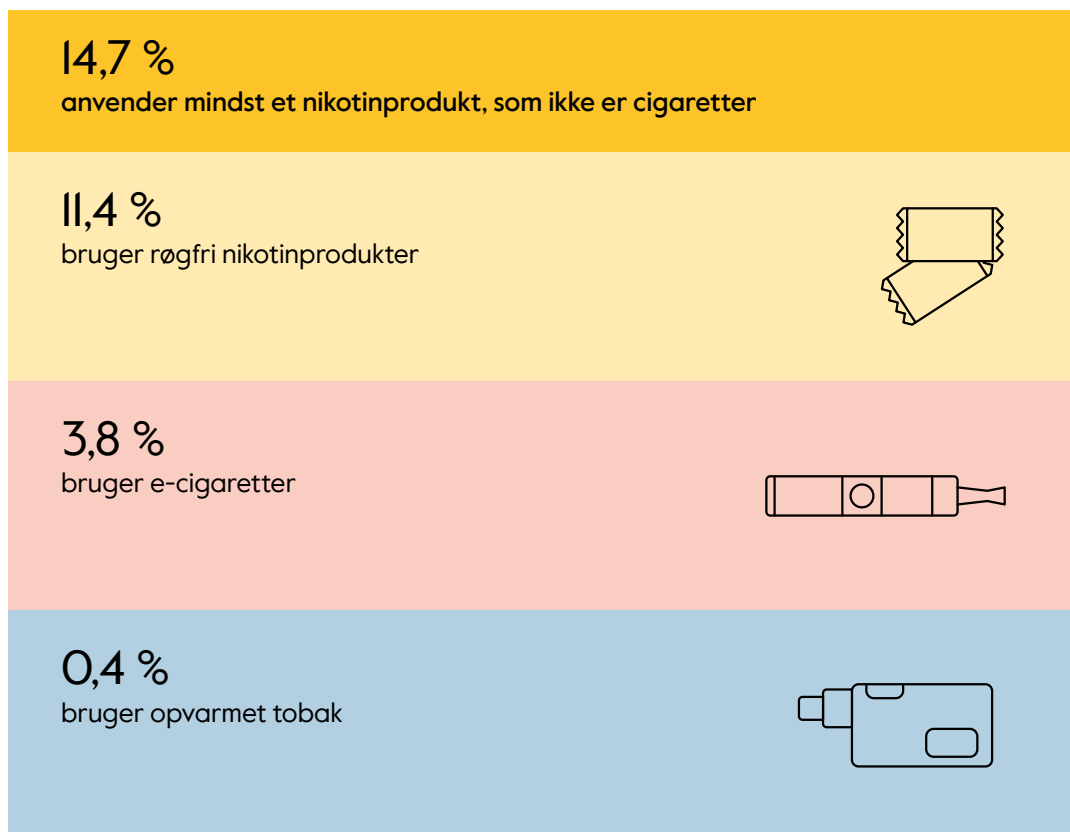 14,7 %
anvender mindst et nikotinprodukt, som ikke er cigaretter
11,4 %
bruger røgfri nikotinprodukter
3,8 %
bruger e-cigaretter
0,4 %
bruger opvarmet tobak